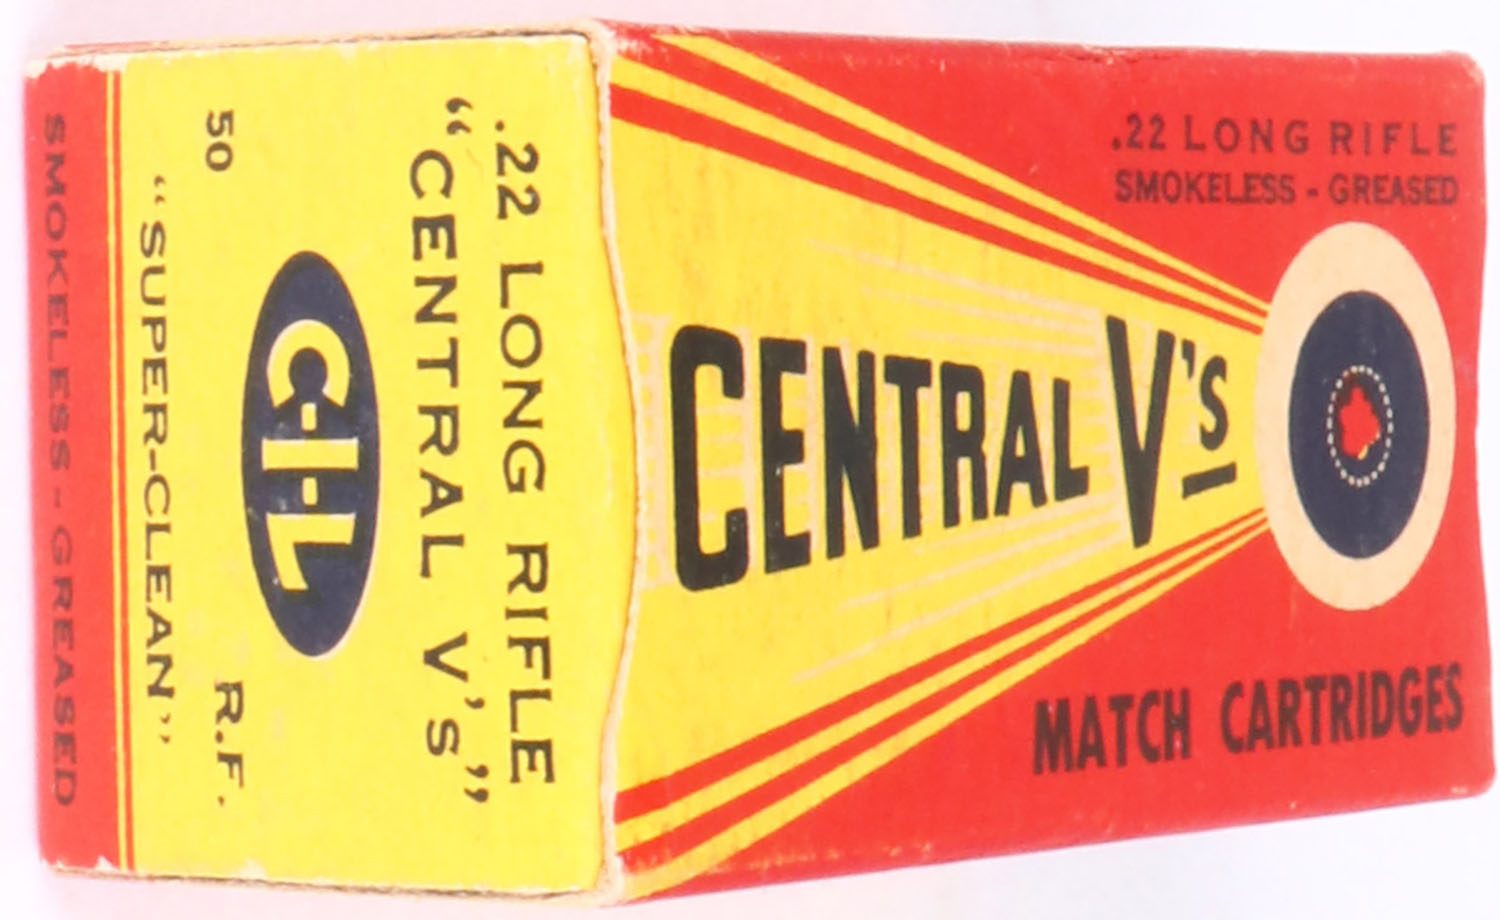 .22 LONG RIFLE
SMOKELESS - GREASED
CENTRAL V's
MATCH CARTRIDGES
.22 LONG RIFLE
"CENTRAL V's"
C-I-L
50 R.F.
"SUPER-CLEAN"
SMOKELESS - GREASED